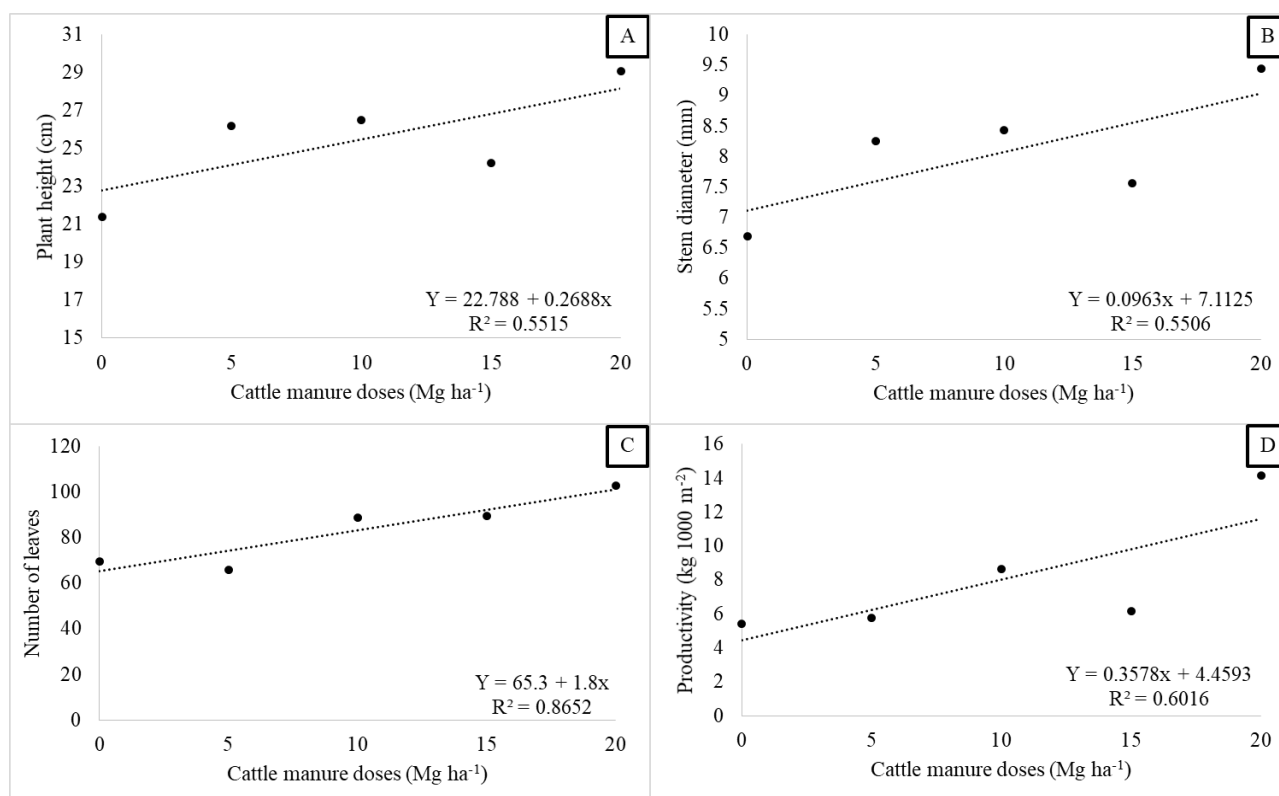 A
Plant height (cm)
31
29
27
25
23
21
19
17
15
Y = 22.788 + 0.2688x
R² = 0.5515
0 5 10 15 20
Cattle manure doses (Mg ha⁻¹)
B
Stem diameter (mm)
10
9.5
9
8.5
8
7.5
7
6.5
6
5.5
5
Y = 0.0963x + 7.1125
R² = 0.5506
0 5 10 15 20
Cattle manure doses (Mg ha⁻¹)
C
Number of leaves
120
100
80
60
40
20
0
Y = 65.3 + 1.8x
R² = 0.8652
0 5 10 15 20
Cattle manure doses (Mg ha⁻¹)
D
Productivity (kg 1000 m⁻²)
16
14
12
10
8
6
4
2
0
Y = 0.3578x + 4.4593
R² = 0.6016
0 5 10 15 20
Cattle manure doses (Mg ha⁻¹)